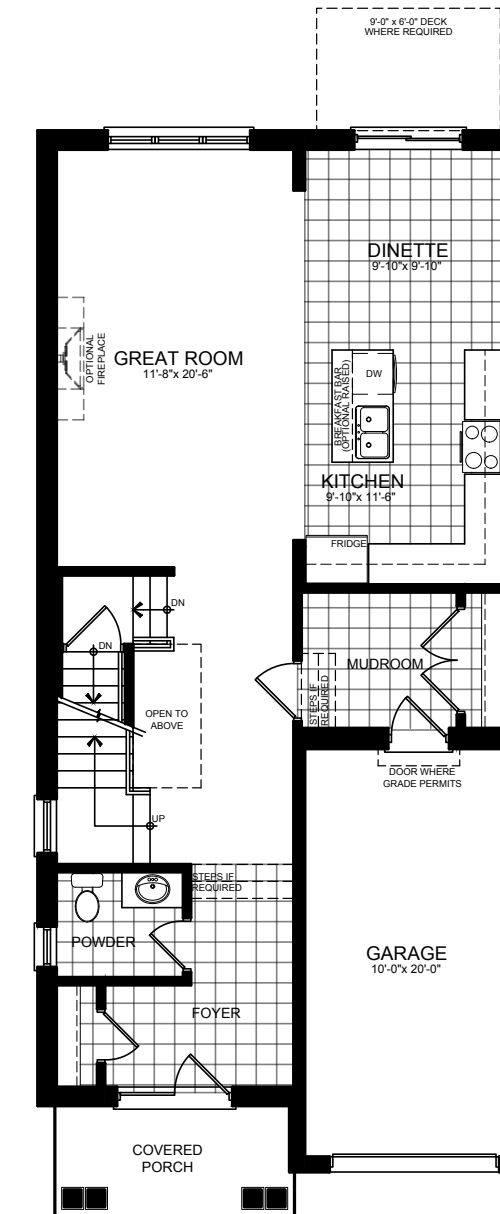 9'-0" x 6'-0" DECK
WHERE REQUIRED
DINETTE
9'-10"x 9'-10"
OPTIONAL
FIREPLACE
GREAT ROOM
11'-8"x 20'-6"
BREAKFAST BAR
(OPTIONAL RAISED)
DW
KITCHEN
9'-10"x 11'-6"
FRIDGE
DN
DN
MUDROOM
STEPS IF
REQUIRED
OPEN TO
ABOVE
DOOR WHERE
GRADE PERMITS
UP
STEPS IF
REQUIRED
POWDER
GARAGE
10'-0"x 20'-0"
FOYER
COVERED
PORCH